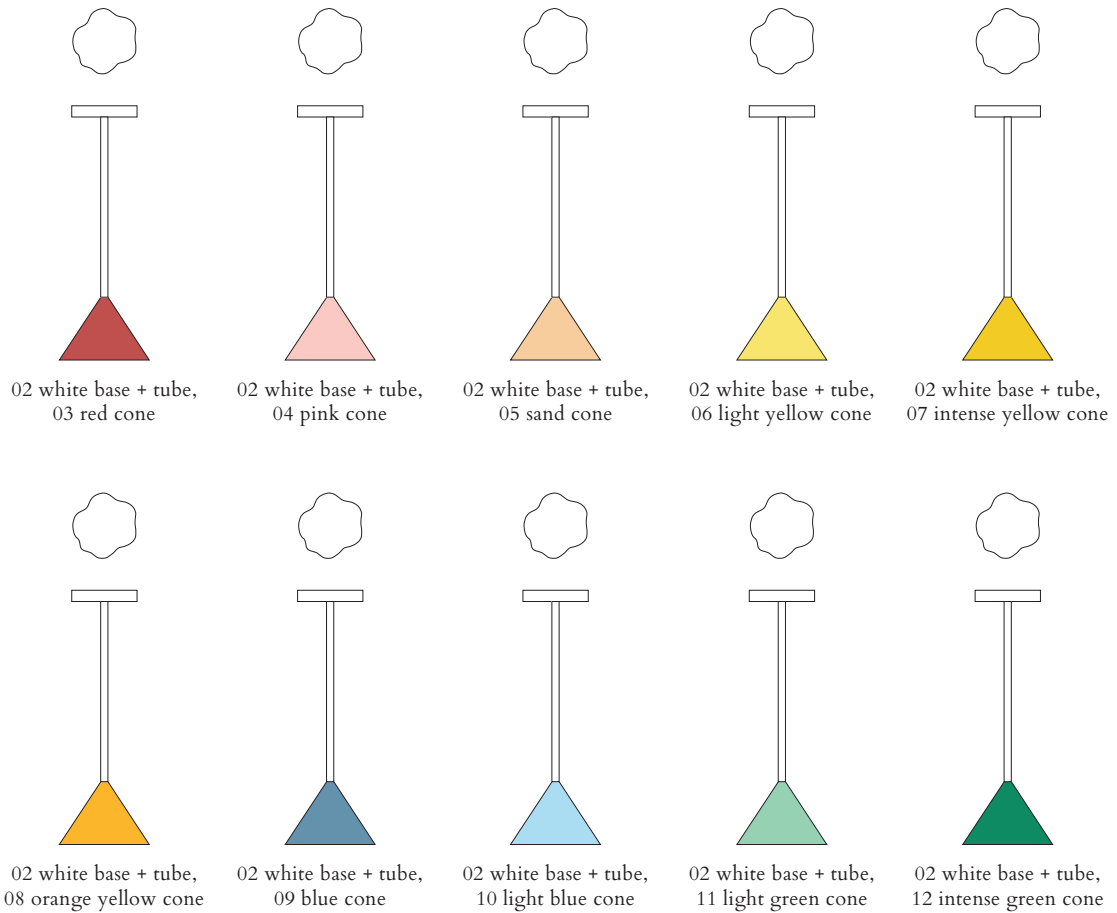 02 white base + tube,
03 red cone
02 white base + tube,
04 pink cone
02 white base + tube,
05 sand cone
02 white base + tube,
06 light yellow cone
02 white base + tube,
07 intense yellow cone
02 white base + tube,
08 orange yellow cone
02 white base + tube,
09 blue cone
02 white base + tube,
10 light blue cone
02 white base + tube,
11 light green cone
02 white base + tube,
12 intense green cone